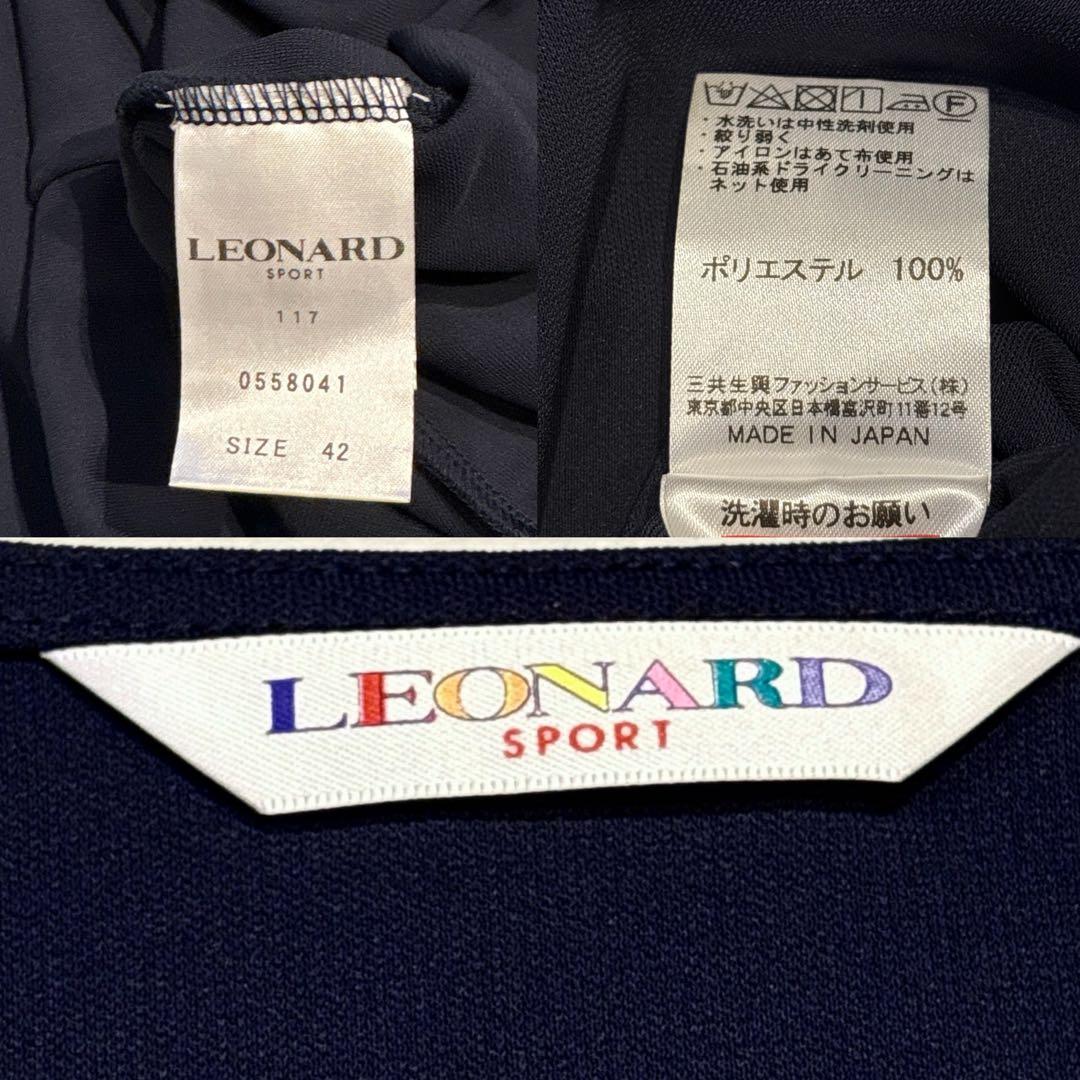 LEONARD
SPORT
117
0558041
SIZE 42
・水洗いは中性洗剤使用
・絞り弱く
・アイロンはあて布使用
・石油系ドライクリーニングは
ネット使用
ポリエステル 100%
三共生興ファッションサービス(株)
東京都中央区日本橋富沢町11番12号
MADE IN JAPAN
洗濯時のお願い
LEONARD
SPORT